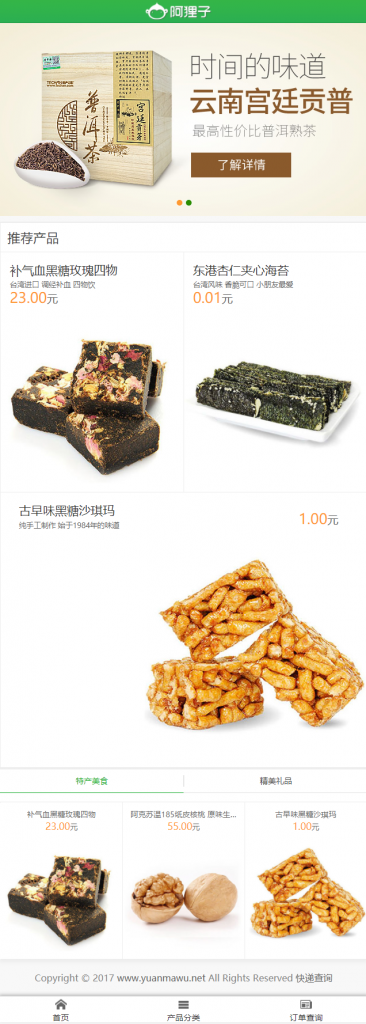 阿狸子
时间的味道
云南宫廷贡普
最高性价比普洱熟茶
了解详情
普洱茶
宫廷贡茶
推荐产品
补气血黑糖玫瑰四物
台湾进口 调经补血 四物饮
23.00元
东港杏仁夹心海苔
台湾风味 香脆可口 小朋友最爱
0.01元
古早味黑糖沙琪玛
纯手工制作 始于1984年的味道
1.00元
特产美食
精美礼品
补气血黑糖玫瑰四物
23.00元
阿克苏温185纸皮核桃 原味生...
55.00元
古早味黑糖沙琪玛
1.00元
Copyright © 2017 www.yuanmawu.net All Rights Reserved 快递查询
首页
产品分类
订单查询